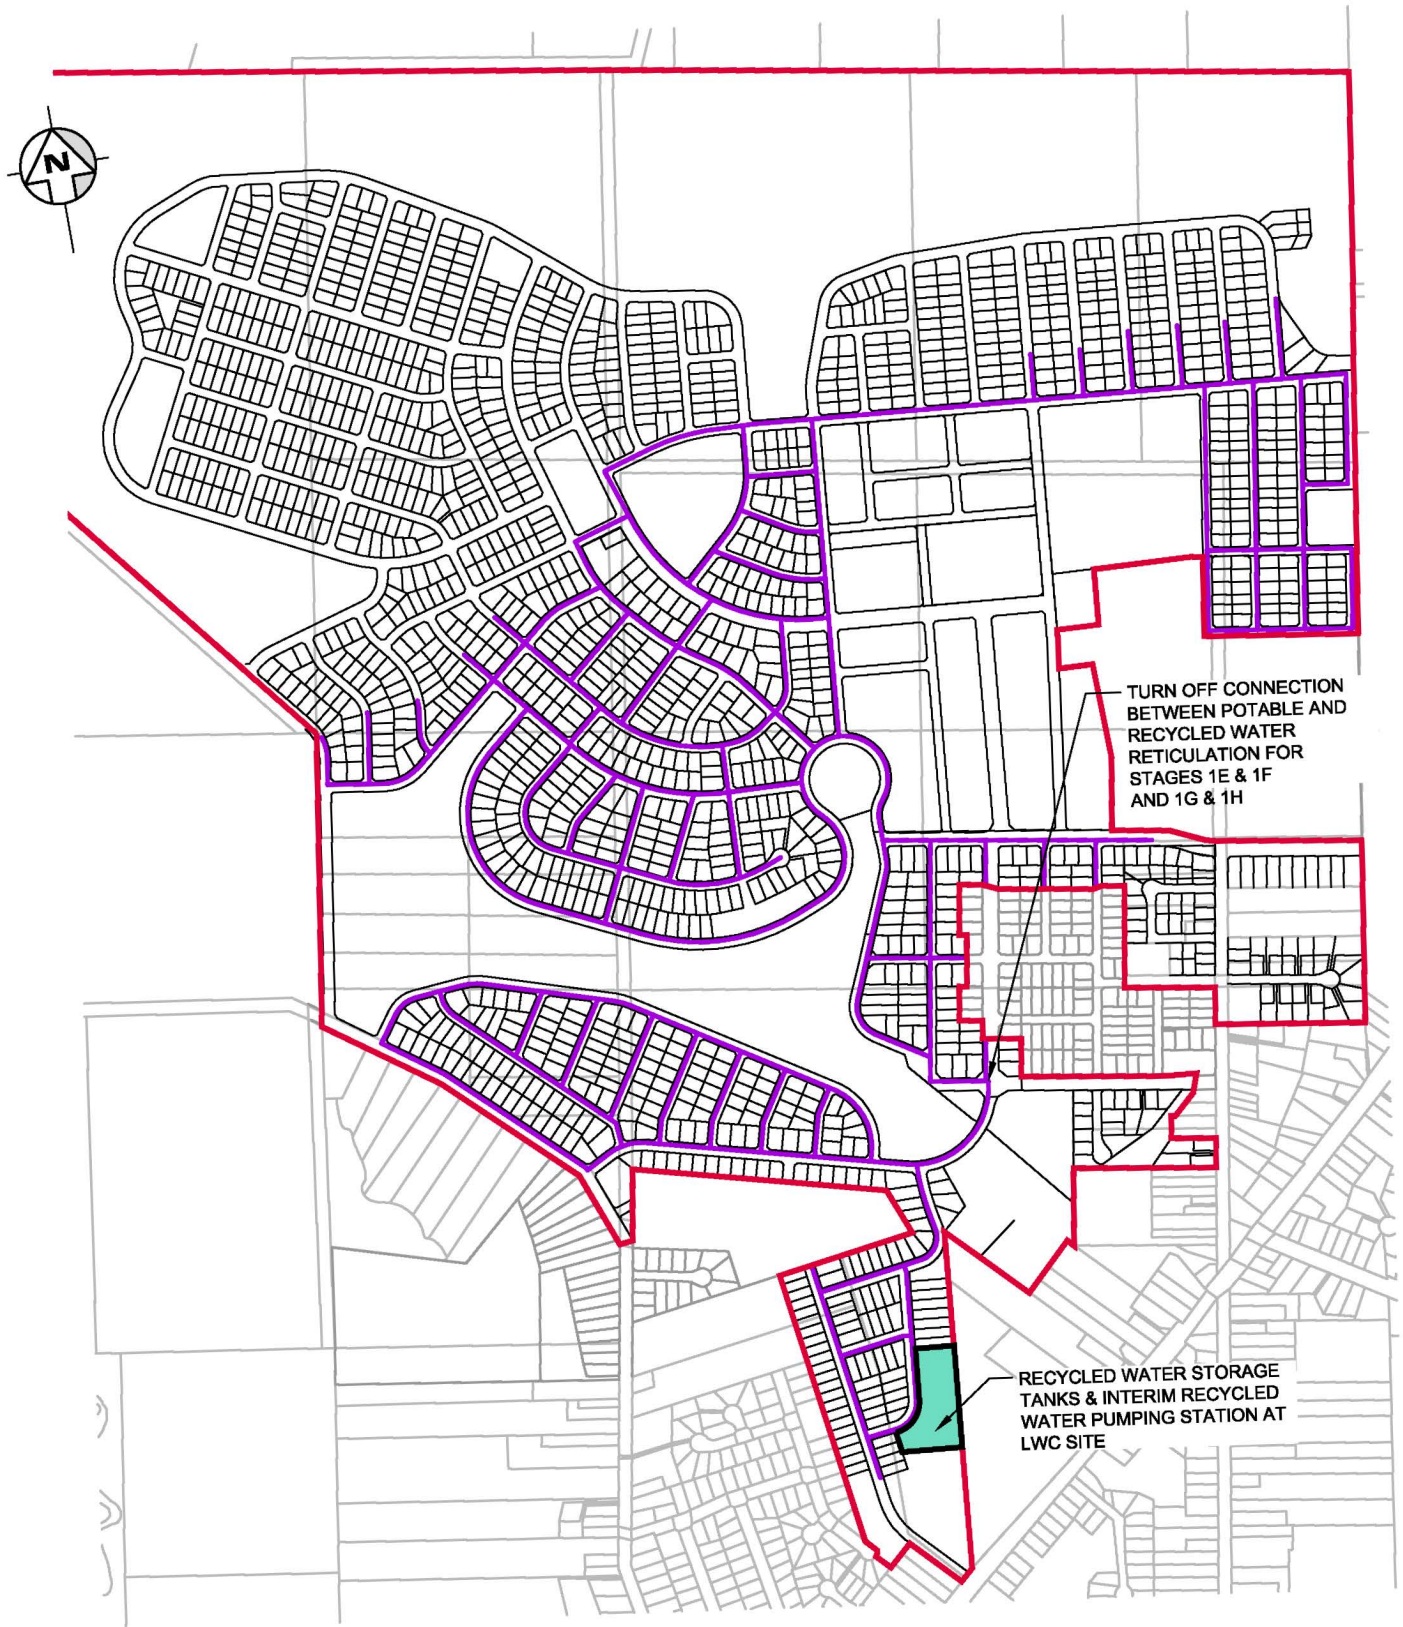 N
TURN OFF CONNECTION
BETWEEN POTABLE AND
RECYCLED WATER
RETICULATION FOR
STAGES 1E & 1F
AND 1G & 1H
RECYCLED WATER STORAGE
TANKS & INTERIM RECYCLED
WATER PUMPING STATION AT
LWC SITE